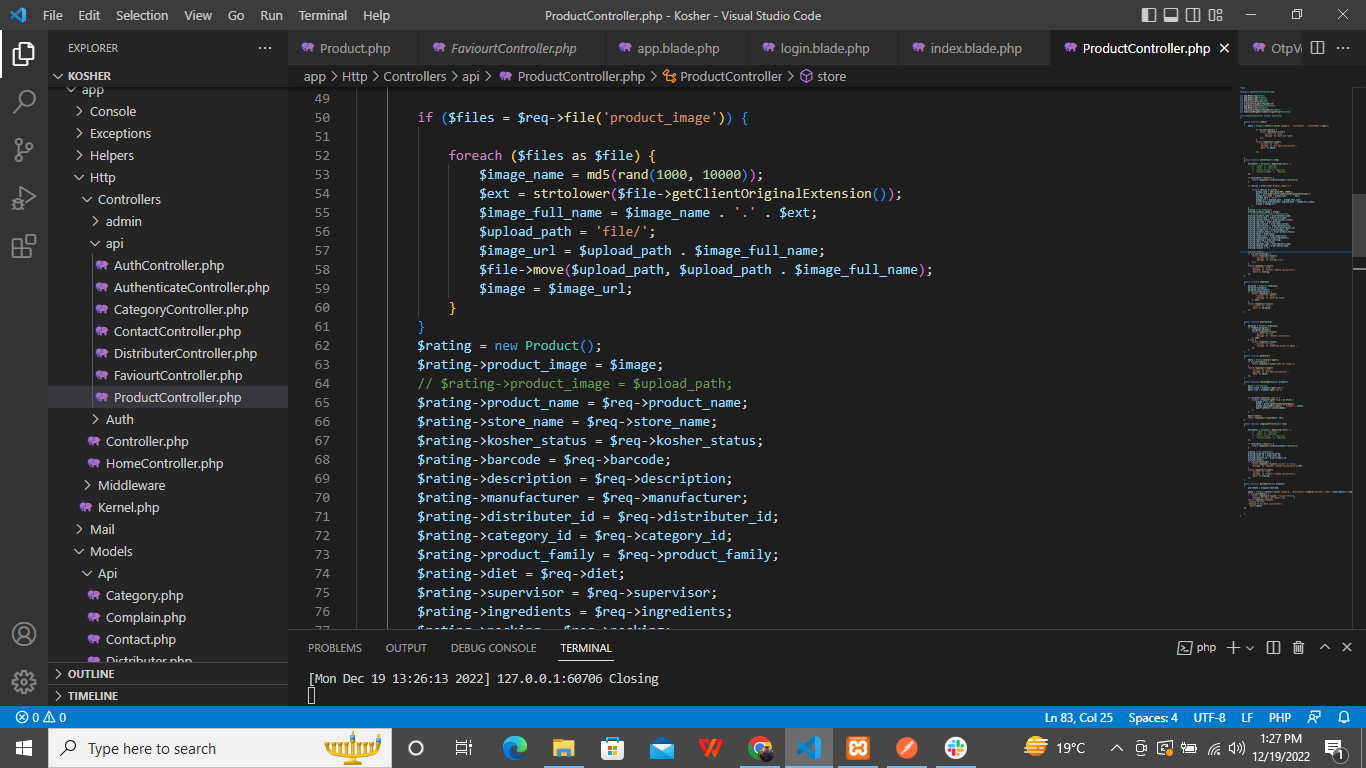 File Edit Selection View Go Run Terminal Help
ProductController.php - Kosher - Visual Studio Code
EXPLORER
Product.php
FaviourtController.php
app.blade.php
login.blade.php
index.blade.php
ProductController.php
app > Http > Controllers > api > ProductController.php > ProductController > store
KOSHER
app
Console
Exceptions
Helpers
Http
Controllers
admin
api
AuthController.php
AuthenticateController.php
CategoryController.php
ContactController.php
DistributerController.php
FaviourtController.php
ProductController.php
Auth
Controller.php
HomeController.php
Middleware
Kernel.php
Mail
Models
Api
Category.php
Complain.php
Contact.php
Distributer.php
OUTLINE
TIMELINE
49
50 if ($files = $req->file('product_image')) {
51
52 foreach ($files as $file) {
53 $image_name = md5(rand(1000, 10000));
54 $ext = strtolower($file->getClientOriginalExtension());
55 $image_full_name = $image_name . '.' . $ext;
56 $upload_path = 'file/';
57 $image_url = $upload_path . $image_full_name;
58 $file->move($upload_path, $upload_path . $image_full_name);
59 $image = $image_url;
60 }
61 }
62 $rating = new Product();
63 $rating->product_image = $image;
64 // $rating->product_image = $upload_path;
65 $rating->product_name = $req->product_name;
66 $rating->store_name = $req->store_name;
67 $rating->kosher_status = $req->kosher_status;
68 $rating->barcode = $req->barcode;
69 $rating->description = $req->description;
70 $rating->manufacturer = $req->manufacturer;
71 $rating->distributer_id = $req->distributer_id;
72 $rating->category_id = $req->category_id;
73 $rating->product_family = $req->product_family;
74 $rating->diet = $req->diet;
75 $rating->supervisor = $req->supervisor;
76 $rating->ingredients = $req->ingredients;
PROBLEMS OUTPUT DEBUG CONSOLE TERMINAL
php
[Mon Dec 19 13:26:13 2022] 127.0.0.1:60706 Closing
0 0
Ln 83, Col 25 Spaces: 4 UTF-8 LF PHP
Type here to search
19°C
1:27 PM
12/19/2022
1